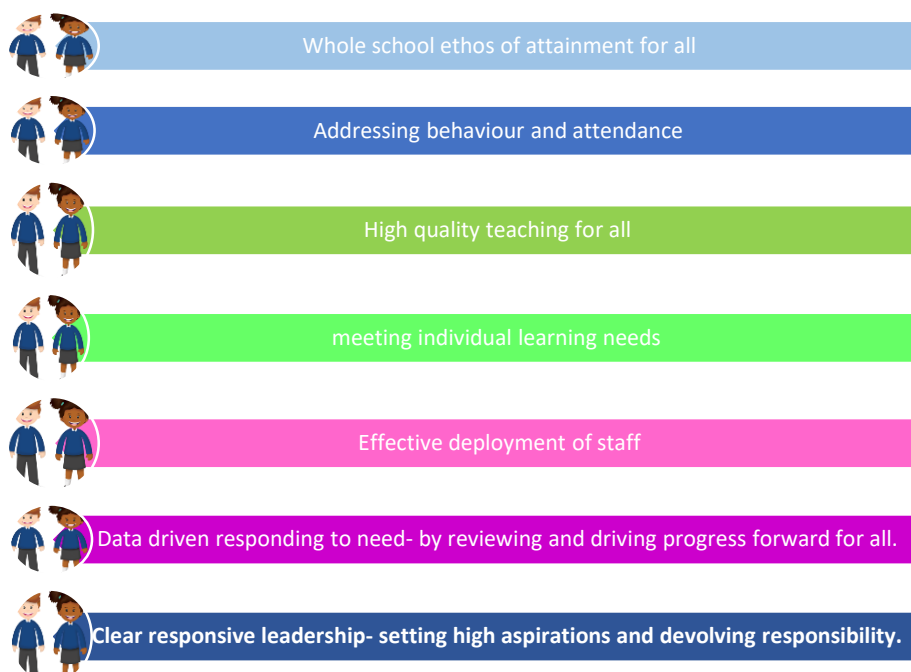 Whole school ethos of attainment for all
Addressing behaviour and attendance
High quality teaching for all
meeting individual learning needs
Effective deployment of staff
Data driven responding to need- by reviewing and driving progress forward for all.
Clear responsive leadership- setting high aspirations and devolving responsibility.